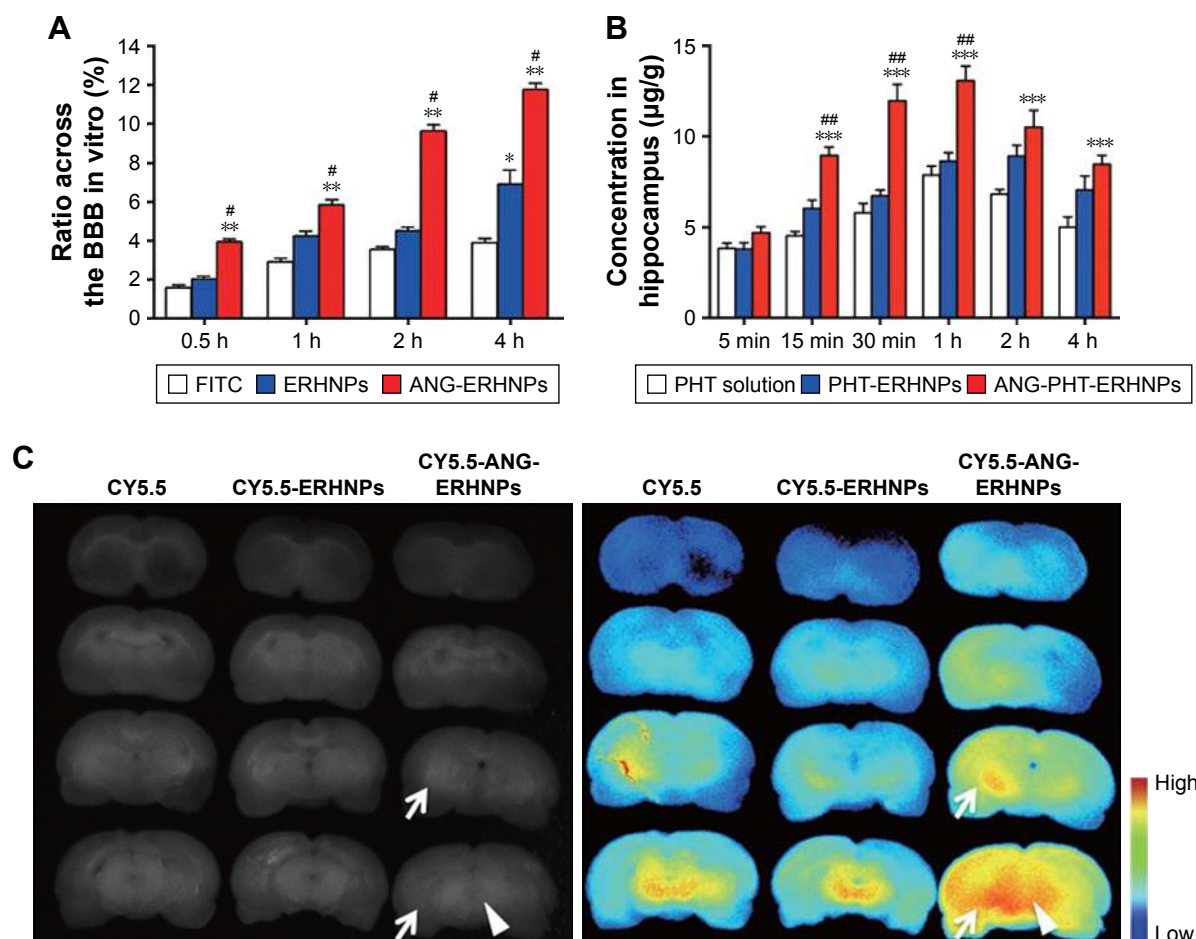 A
Ratio across
the BBB in vitro (%)
14
12
10
8
6
4
2
0
#
**
#
**
#
**
*
#
**
0.5 h 1 h 2 h 4 h
FITC ERHNPs ANG-ERHNPs
B
Concentration in
hippocampus (µg/g)
15
10
5
0
##
***
##
***
##
***
***
***
5 min 15 min 30 min 1 h 2 h 4 h
PHT solution PHT-ERHNPs ANG-PHT-ERHNPs
C
CY5.5 CY5.5-ERHNPs CY5.5-ANG-
ERHNPs
CY5.5 CY5.5-ERHNPs CY5.5-ANG-
ERHNPs
High
Low